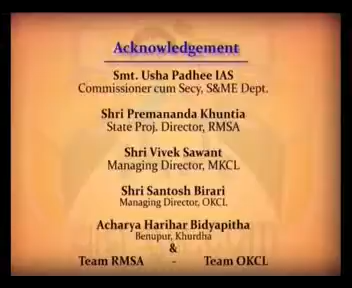 Acknowledgement
Smt. Usha Padhee IAS
Commissioner cum Secy, S&ME Dept.
Shri Premananda Khuntia
State Proj. Director, RMSA
Shri Vivek Sawant
Managing Director, MKCL
Shri Santosh Birari
Managing Director, OKCL
Acharya Harihar Bidyapitha
Benupur, Khurdha
&
Team RMSA - Team OKCL